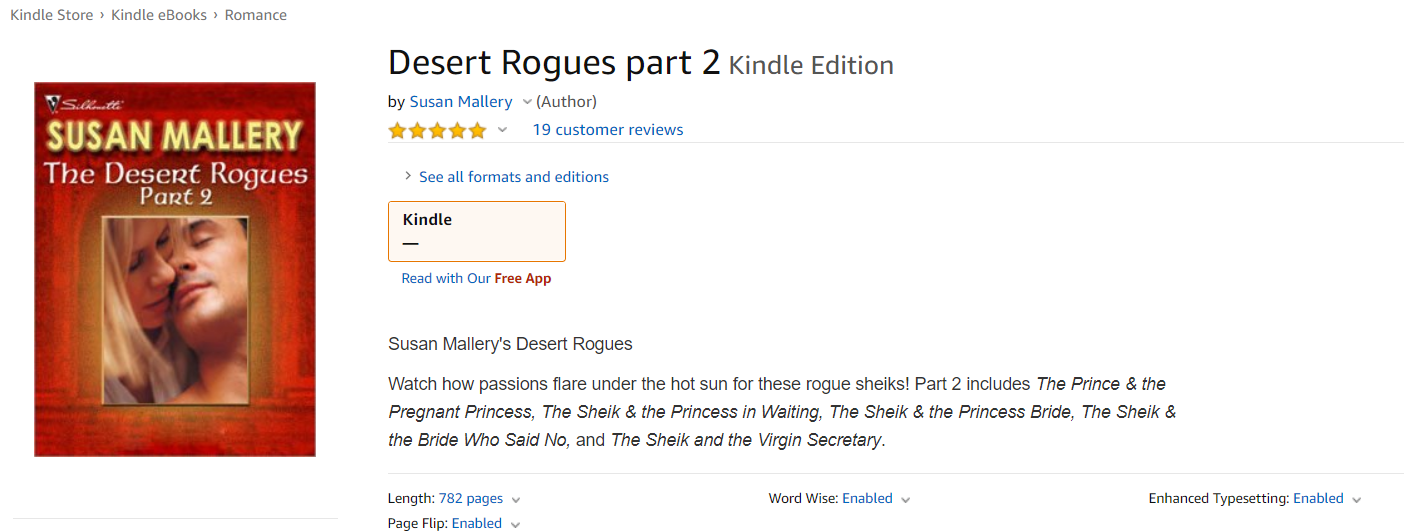 Kindle Store › Kindle eBooks › Romance
Silhouette
SUSAN MALLERY
The Desert Rogues
Part 2
Desert Rogues part 2 Kindle Edition
by Susan Mallery (Author)
19 customer reviews
› See all formats and editions
Kindle
—
Read with Our Free App
Susan Mallery's Desert Rogues
Watch how passions flare under the hot sun for these rogue sheiks! Part 2 includes The Prince & the
Pregnant Princess, The Sheik & the Princess in Waiting, The Sheik & the Princess Bride, The Sheik &
the Bride Who Said No, and The Sheik and the Virgin Secretary.
Length: 782 pages Word Wise: Enabled Enhanced Typesetting: Enabled
Page Flip: Enabled